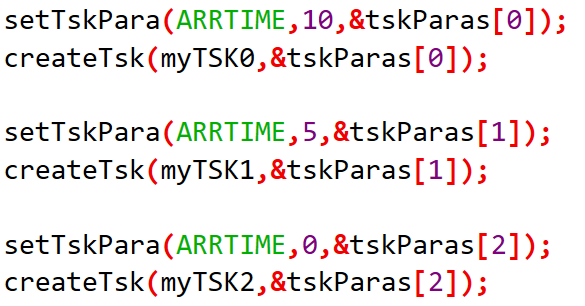 setTskPara(ARRTIME,10,&tskParas[0]);
createTsk(myTSK0,&tskParas[0]);
setTskPara(ARRTIME,5,&tskParas[1]);
createTsk(myTSK1,&tskParas[1]);
setTskPara(ARRTIME,0,&tskParas[2]);
createTsk(myTSK2,&tskParas[2]);